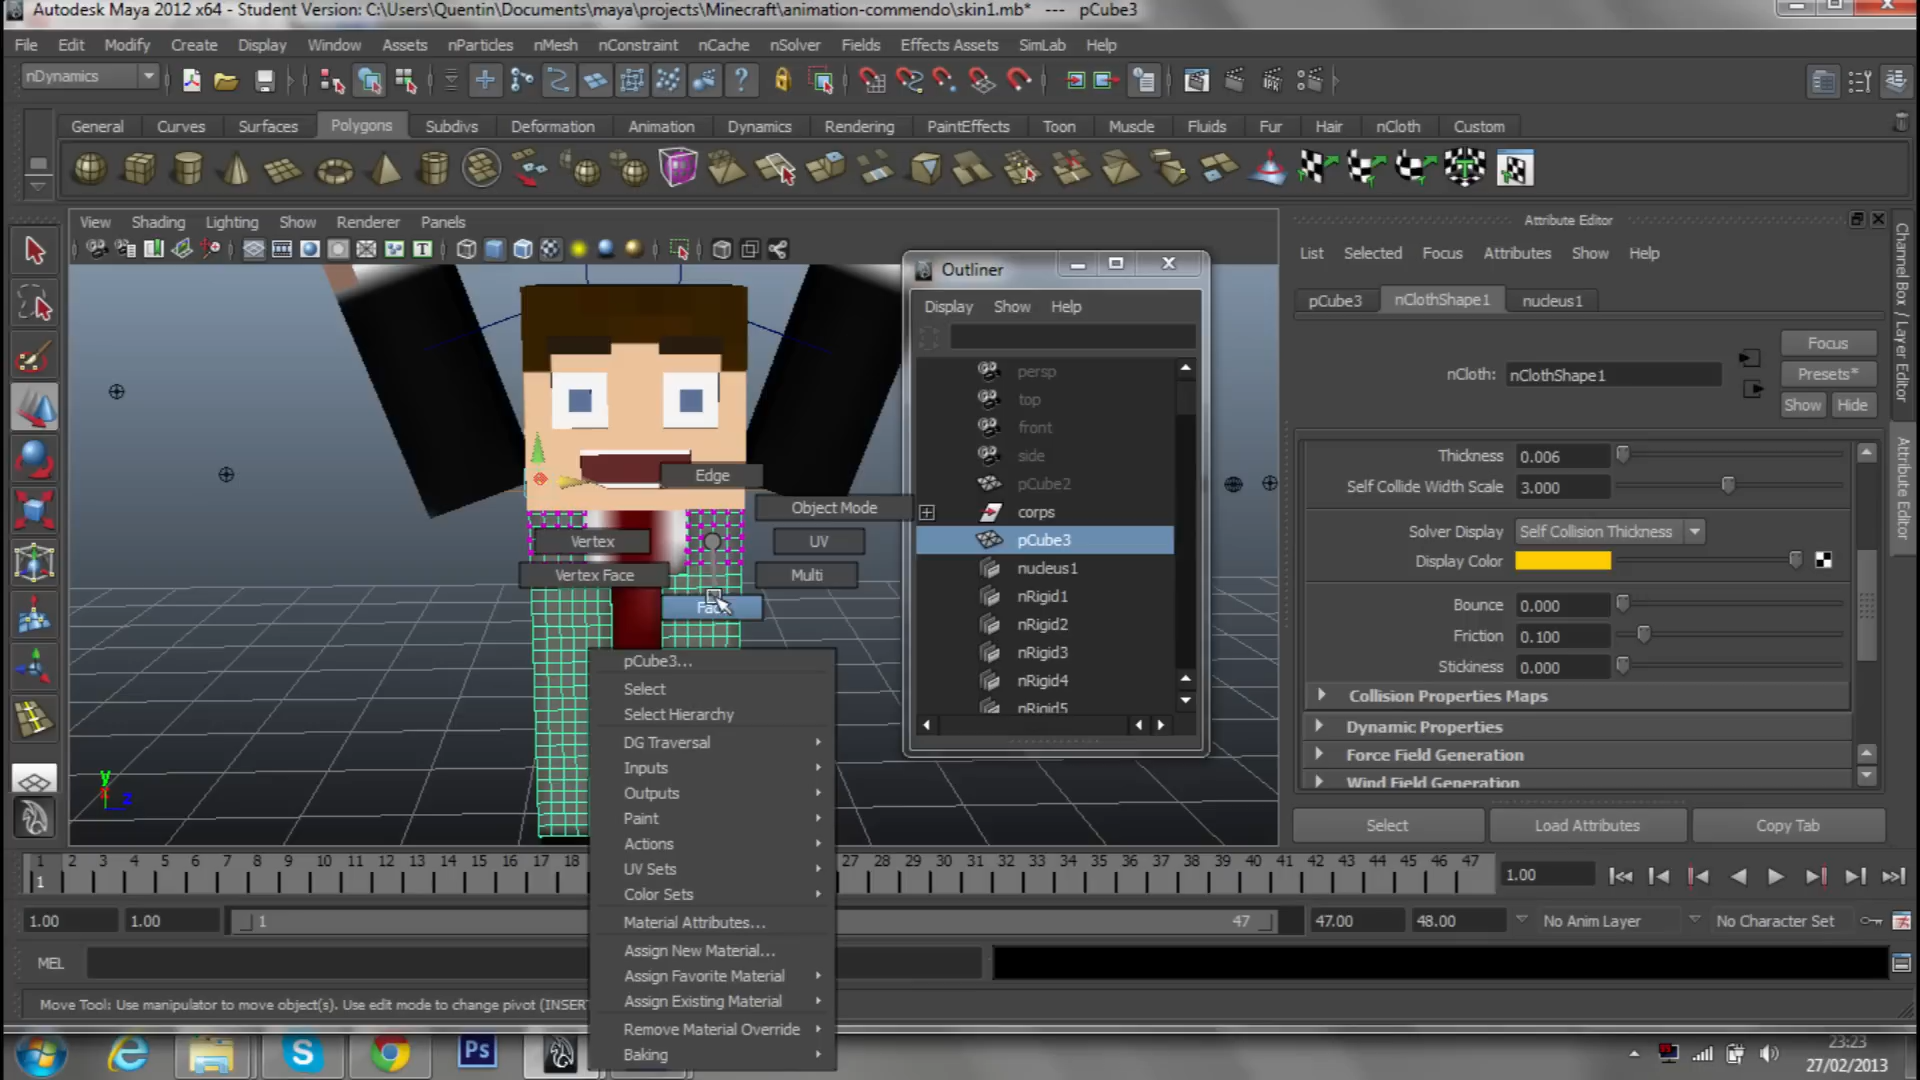 Autodesk Maya 2012 x64 - Student Version: C:\Users\Quentin\Documents\maya\projects\Minecraft\animation-commendo\skin1.mb* --- pCube3
File Edit Modify Create Display Window Assets nParticles nMesh nConstraint nCache nSolver Fields Effects Assets SimLab Help
nDynamics
General Curves Surfaces Polygons Subdivs Deformation Animation Dynamics Rendering PaintEffects Toon Muscle Fluids Fur Hair nCloth Custom
View Shading Lighting Show Renderer Panels
Outliner
Display Show Help
persp
top
front
side
pCube2
corps
pCube3
nucleus1
nRigid1
nRigid2
nRigid3
nRigid4
nRigid5
Edge
Object Mode
Vertex
UV
Vertex Face
Multi
pCube3...
Select
Select Hierarchy
DG Traversal
Inputs
Outputs
Paint
Actions
UV Sets
Color Sets
Material Attributes...
Assign New Material...
Assign Favorite Material
Assign Existing Material
Remove Material Override
Baking
Attribute Editor
List Selected Focus Attributes Show Help
pCube3 nClothShape1 nucleus1
nCloth: nClothShape1
Focus
Presets*
Show Hide
Thickness 0.006
Self Collide Width Scale 3.000
Solver Display Self Collision Thickness
Display Color
Bounce 0.000
Friction 0.100
Stickiness 0.000
Collision Properties Maps
Dynamic Properties
Force Field Generation
Wind Field Generation
Select Load Attributes Copy Tab
Channel Box / Layer Editor
Attribute Editor
y
z
1 2 3 4 5 6 7 8 9 10 11 12 13 14 15 16 17 18 27 28 29 30 31 32 33 34 35 36 37 38 39 40 41 42 43 44 45 46 47
1
1.00
1.00 1.00 1 47 47.00 48.00 No Anim Layer No Character Set
MEL
Move Tool: Use manipulator to move object(s). Use edit mode to change pivot (INSERT
Ps
23:23
27/02/2013